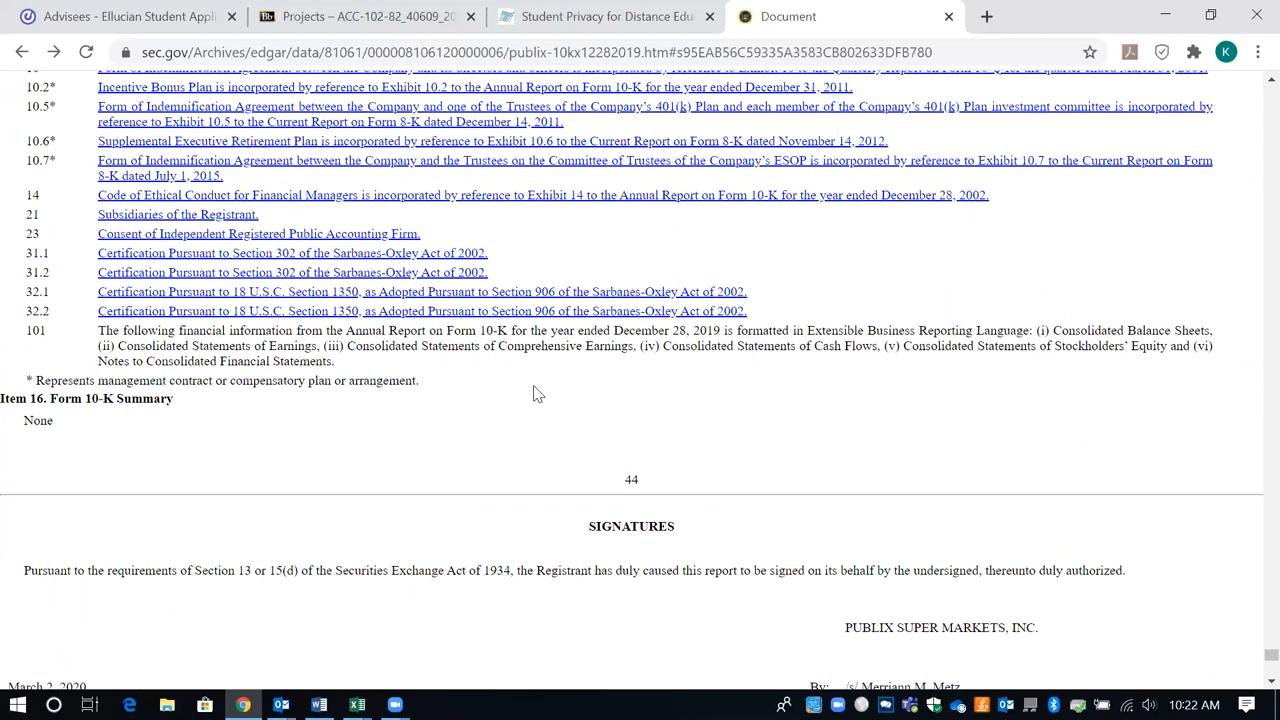 Advisees - Ellucian Student Appli
Projects – ACC-102-82_40609_20
Student Privacy for Distance Edu
Document
sec.gov/Archives/edgar/data/81061/000008106120000006/publix-10kx12282019.htm#s95EAB56C59335A3583CB802633DFB780
K
10.2* Incentive Bonus Plan is incorporated by reference to Exhibit 10.2 to the Annual Report on Form 10-K for the year ended December 31, 2011.
10.5* Form of Indemnification Agreement between the Company and one of the Trustees of the Company’s 401(k) Plan and each member of the Company’s 401(k) Plan investment committee is incorporated by
reference to Exhibit 10.5 to the Current Report on Form 8-K dated December 14, 2011.
10.6* Supplemental Executive Retirement Plan is incorporated by reference to Exhibit 10.6 to the Current Report on Form 8-K dated November 14, 2012.
10.7* Form of Indemnification Agreement between the Company and the Trustees on the Committee of Trustees of the Company’s ESOP is incorporated by reference to Exhibit 10.7 to the Current Report on Form
8-K dated July 1, 2015.
14 Code of Ethical Conduct for Financial Managers is incorporated by reference to Exhibit 14 to the Annual Report on Form 10-K for the year ended December 28, 2002.
21 Subsidiaries of the Registrant.
23 Consent of Independent Registered Public Accounting Firm.
31.1 Certification Pursuant to Section 302 of the Sarbanes-Oxley Act of 2002.
31.2 Certification Pursuant to Section 302 of the Sarbanes-Oxley Act of 2002.
32.1 Certification Pursuant to 18 U.S.C. Section 1350, as Adopted Pursuant to Section 906 of the Sarbanes-Oxley Act of 2002.
32.2 Certification Pursuant to 18 U.S.C. Section 1350, as Adopted Pursuant to Section 906 of the Sarbanes-Oxley Act of 2002.
101 The following financial information from the Annual Report on Form 10-K for the year ended December 28, 2019 is formatted in Extensible Business Reporting Language: (i) Consolidated Balance Sheets,
(ii) Consolidated Statements of Earnings, (iii) Consolidated Statements of Comprehensive Earnings, (iv) Consolidated Statements of Cash Flows, (v) Consolidated Statements of Stockholders’ Equity and (vi)
Notes to Consolidated Financial Statements.
* Represents management contract or compensatory plan or arrangement.
Item 16. Form 10-K Summary
None
44
SIGNATURES
Pursuant to the requirements of Section 13 or 15(d) of the Securities Exchange Act of 1934, the Registrant has duly caused this report to be signed on its behalf by the undersigned, thereunto duly authorized.
PUBLIX SUPER MARKETS, INC.
March 2, 2020 By: /s/ Merriann M. Metz
10:22 AM